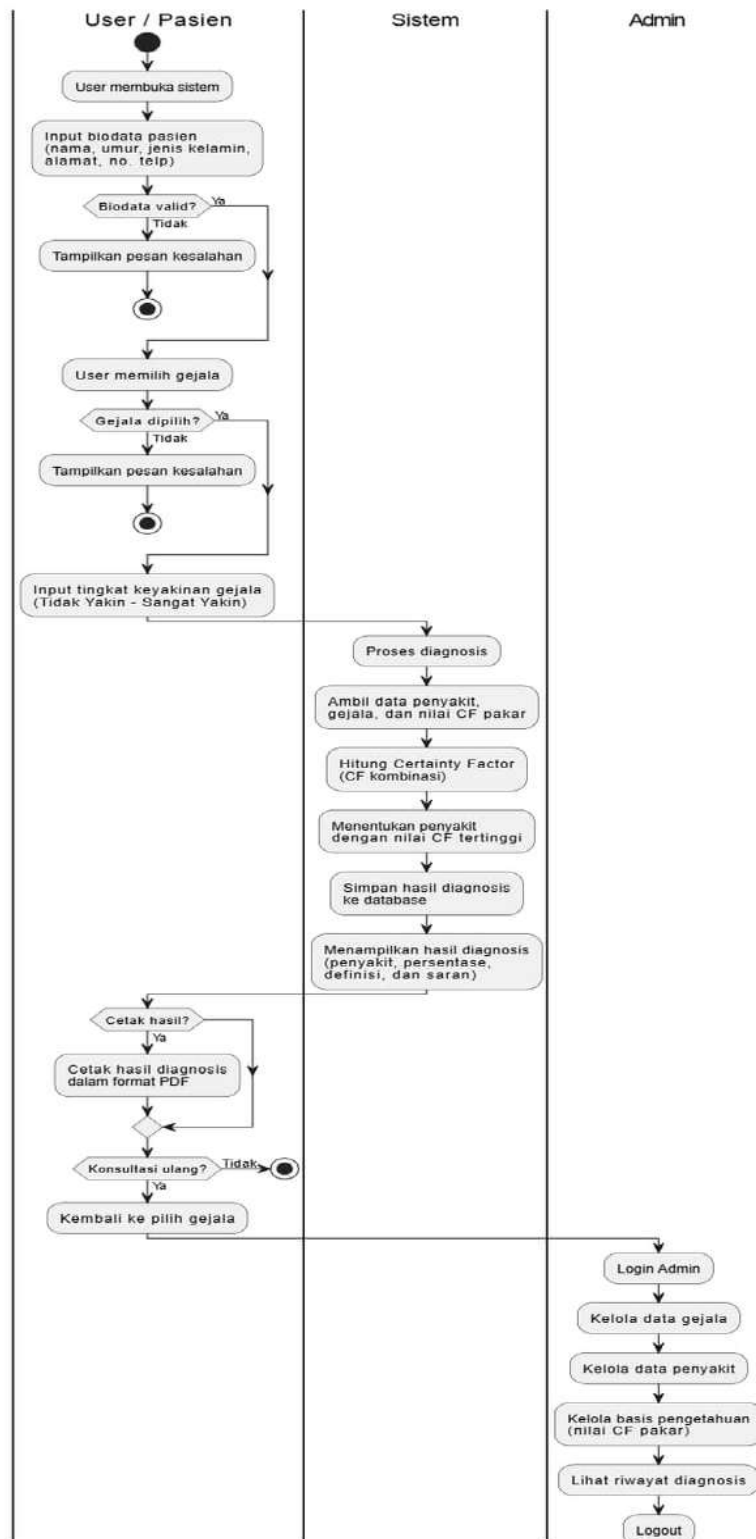 User / Pasien
Sistem
Admin
User membuka sistem
Input biodata pasien
(nama, umur, jenis kelamin,
alamat, no. telp)
Biodata valid?
Ya
Tidak
Tampilkan pesan kesalahan
User memilih gejala
Gejala dipilih?
Ya
Tidak
Tampilkan pesan kesalahan
Input tingkat keyakinan gejala
(Tidak Yakin - Sangat Yakin)
Proses diagnosis
Ambil data penyakit,
gejala, dan nilai CF pakar
Hitung Certainty Factor
(CF kombinasi)
Menentukan penyakit
dengan nilai CF tertinggi
Simpan hasil diagnosis
ke database
Menampilkan hasil diagnosis
(penyakit, persentase,
definisi, dan saran)
Cetak hasil?
Ya
Cetak hasil diagnosis
dalam format PDF
Konsultasi ulang?
Tidak
Ya
Kembali ke pilih gejala
Login Admin
Kelola data gejala
Kelola data penyakit
Kelola basis pengetahuan
(nilai CF pakar)
Lihat riwayat diagnosis
Logout